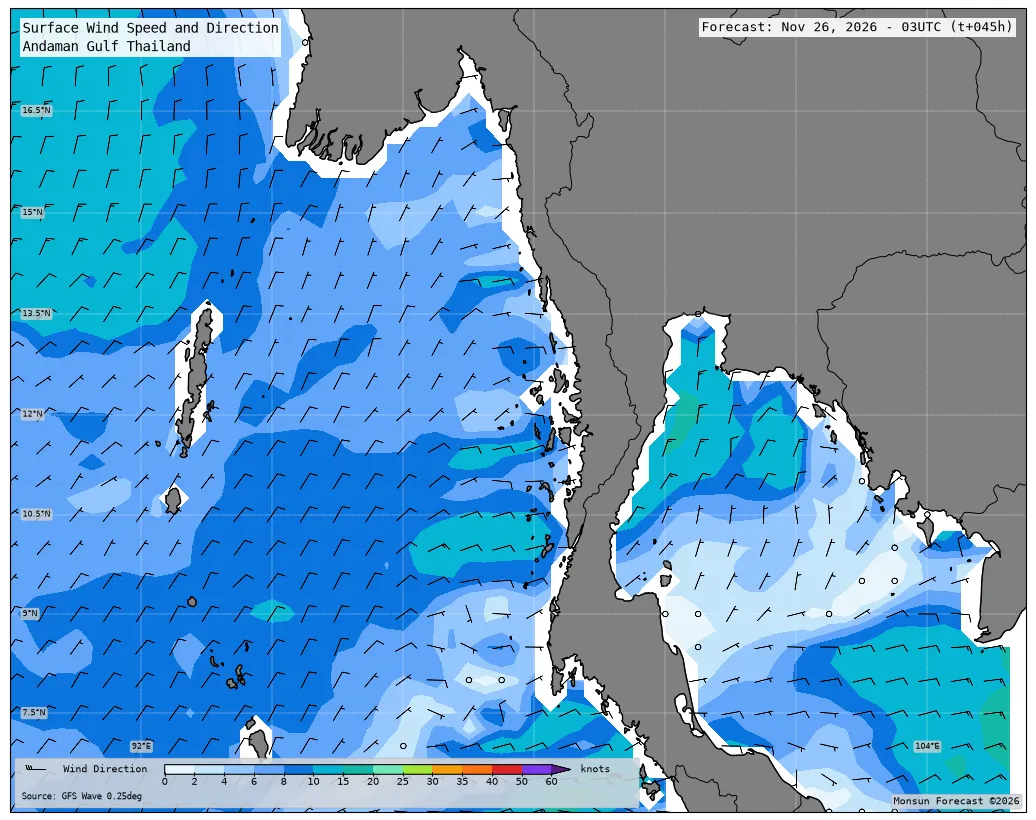 Surface Wind Speed and Direction
Andaman Gulf Thailand
Forecast: Nov 26, 2026 - 03UTC (t+045h)
16.5°N
15°N
13.5°N
12°N
10.5°N
9°N
7.5°N
92°E
104°E
Wind Direction
knots
0 2 4 6 8 10 15 20 25 30 35 40 50 60
Source: GFS Wave 0.25deg
Monsun Forecast ©2026